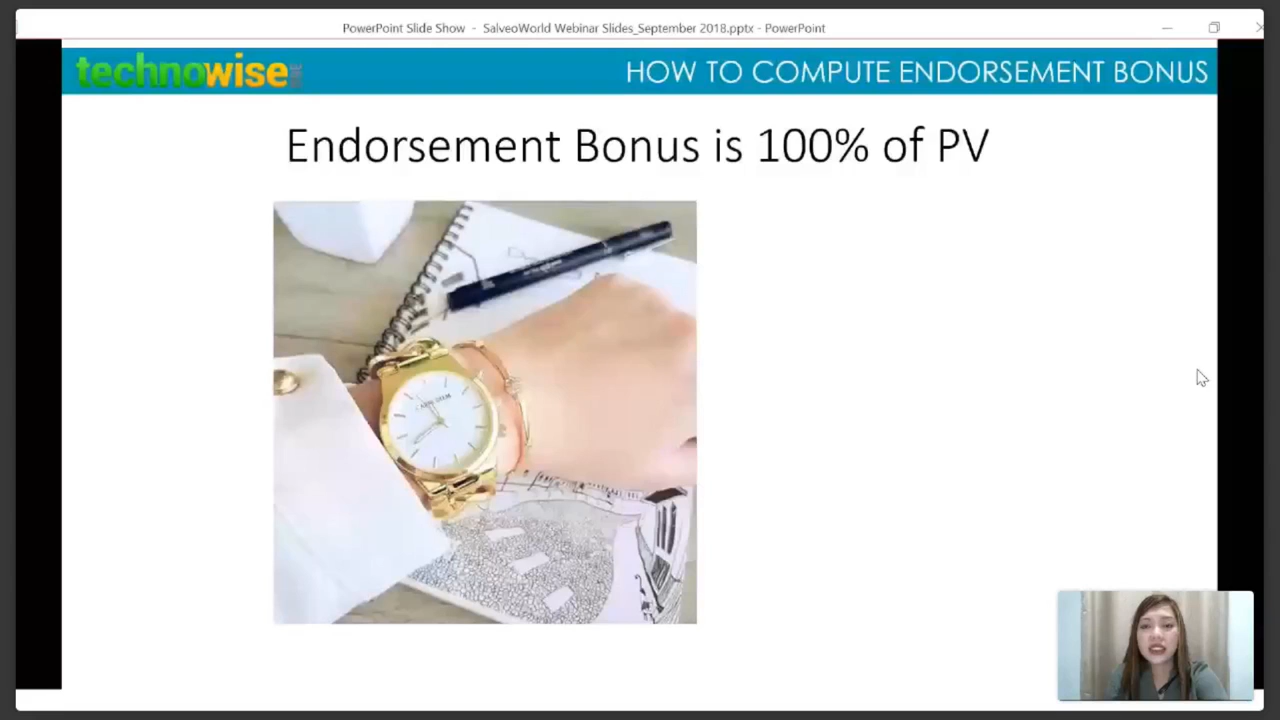 PowerPoint Slide Show - SalveoWorld Webinar Slides_September 2018.pptx - PowerPoint
technowise
HOW TO COMPUTE ENDORSEMENT BONUS
Endorsement Bonus is 100% of PV